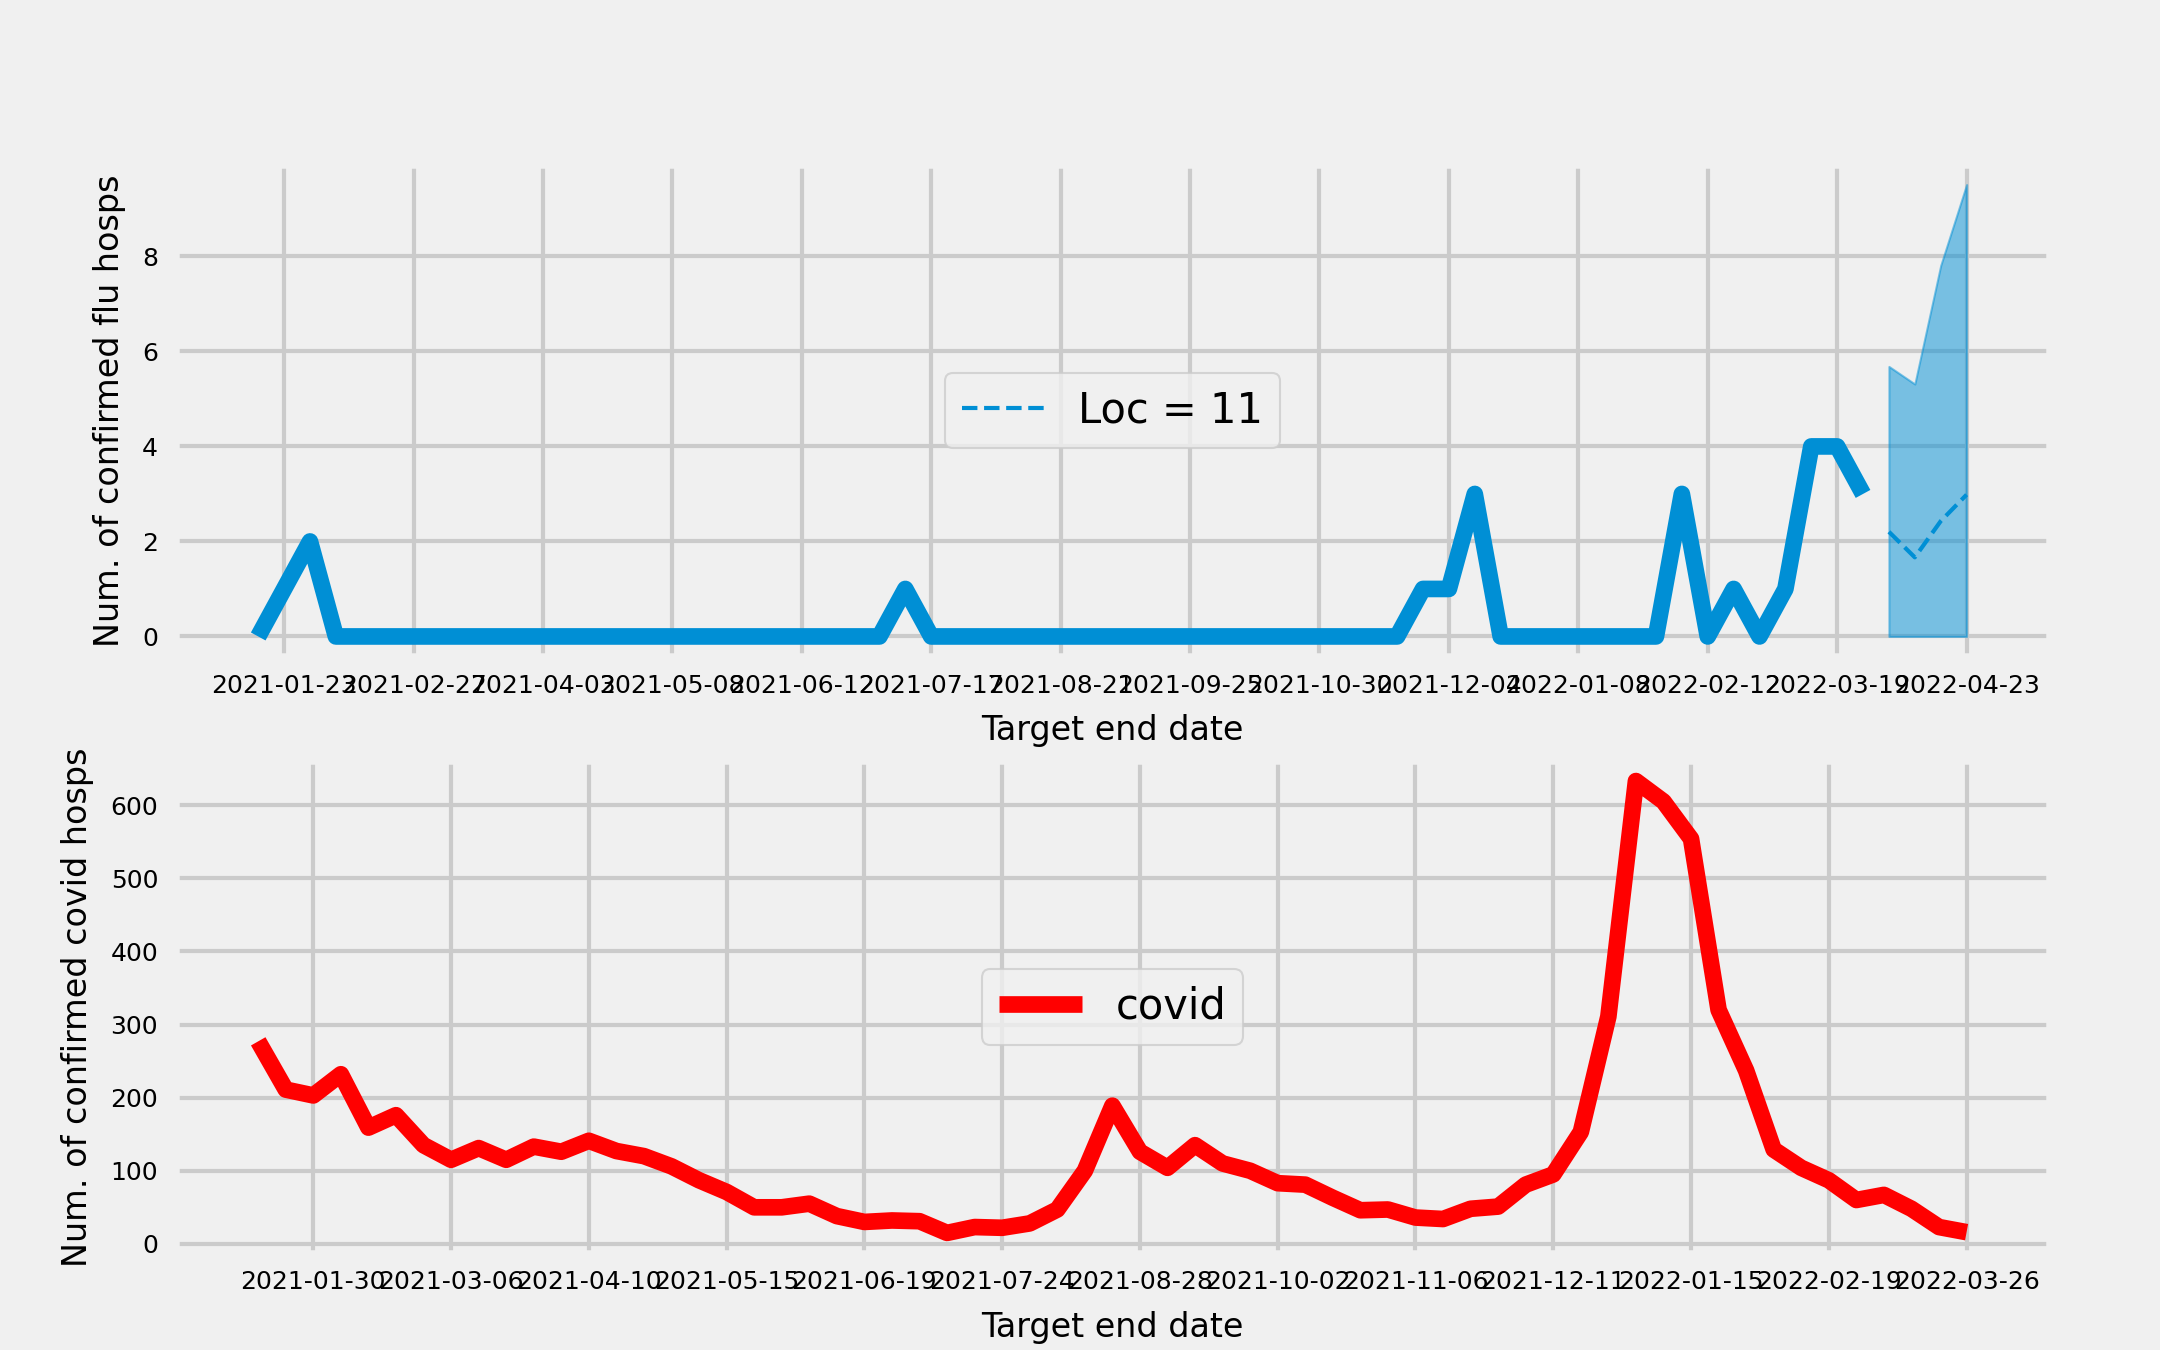 Num. of confirmed flu hosps
8
6
4
2
0
Loc = 11
2021-01-23 2021-02-27 2021-04-03 2021-05-08 2021-06-12 2021-07-17 2021-08-21 2021-09-25 2021-10-30 2021-12-04 2022-01-08 2022-02-12 2022-03-19 2022-04-23
Target end date
Num. of confirmed covid hosps
600
500
400
300
200
100
0
covid
2021-01-30 2021-03-06 2021-04-10 2021-05-15 2021-06-19 2021-07-24 2021-08-28 2021-10-02 2021-11-06 2021-12-11 2022-01-15 2022-02-19 2022-03-26
Target end date